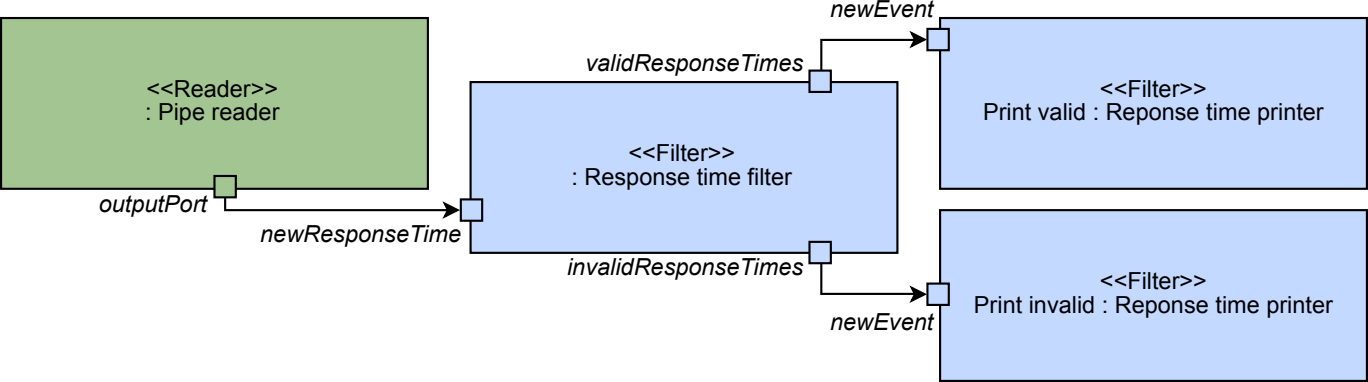 <<Reader>>
: Pipe reader
outputPort
newResponseTime
<<Filter>>
: Response time filter
validResponseTimes
invalidResponseTimes
newEvent
<<Filter>>
Print valid : Reponse time printer
newEvent
<<Filter>>
Print invalid : Reponse time printer